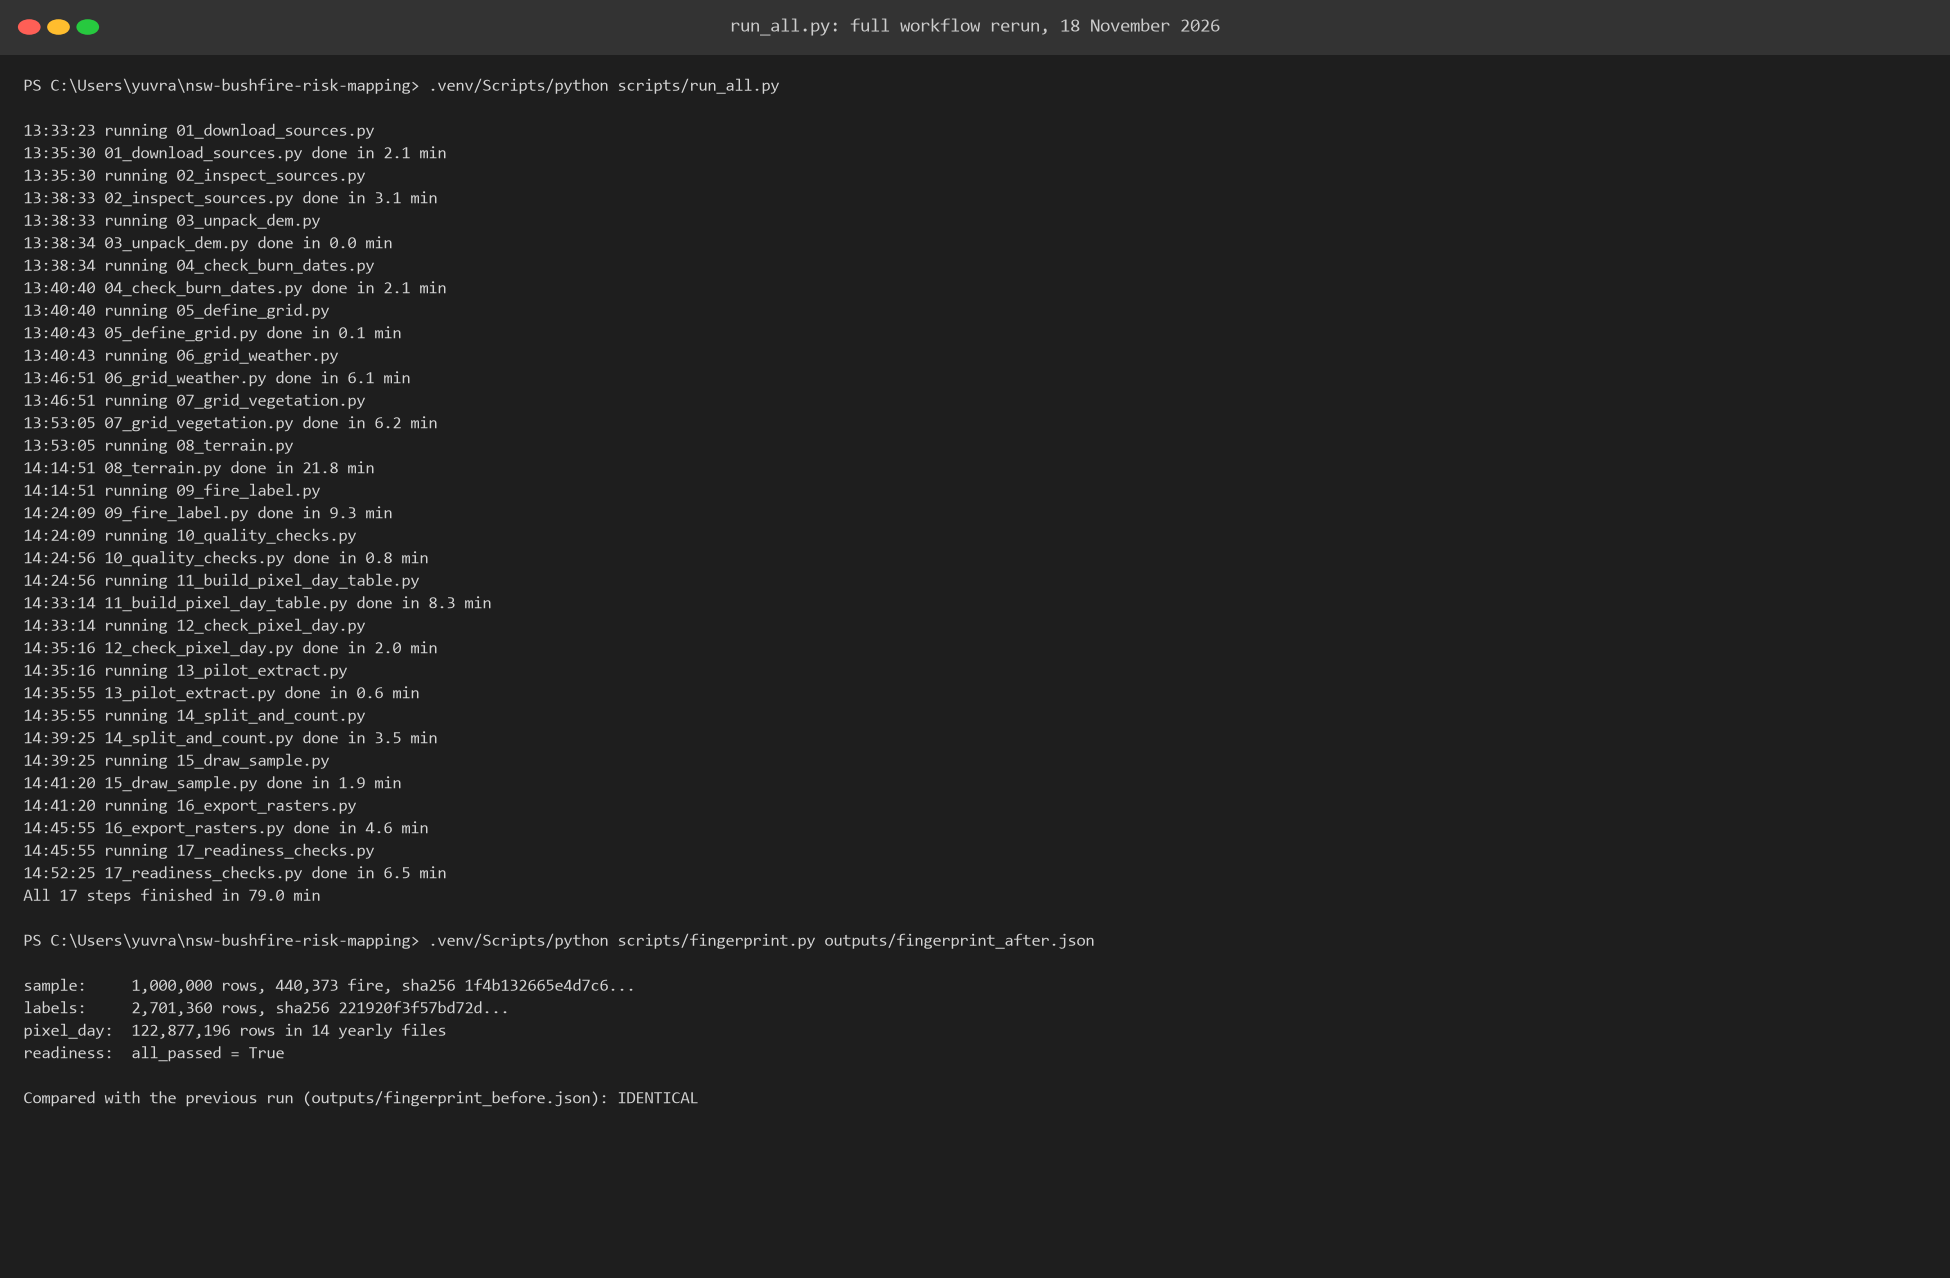 run_all.py: full workflow rerun, 18 November 2026
PS C:\Users\yuvra\nsw-bushfire-risk-mapping> .venv/Scripts/python scripts/run_all.py
13:33:23 running 01_download_sources.py
13:35:30 01_download_sources.py done in 2.1 min
13:35:30 running 02_inspect_sources.py
13:38:33 02_inspect_sources.py done in 3.1 min
13:38:33 running 03_unpack_dem.py
13:38:34 03_unpack_dem.py done in 0.0 min
13:38:34 running 04_check_burn_dates.py
13:40:40 04_check_burn_dates.py done in 2.1 min
13:40:40 running 05_define_grid.py
13:40:43 05_define_grid.py done in 0.1 min
13:40:43 running 06_grid_weather.py
13:46:51 06_grid_weather.py done in 6.1 min
13:46:51 running 07_grid_vegetation.py
13:53:05 07_grid_vegetation.py done in 6.2 min
13:53:05 running 08_terrain.py
14:14:51 08_terrain.py done in 21.8 min
14:14:51 running 09_fire_label.py
14:24:09 09_fire_label.py done in 9.3 min
14:24:09 running 10_quality_checks.py
14:24:56 10_quality_checks.py done in 0.8 min
14:24:56 running 11_build_pixel_day_table.py
14:33:14 11_build_pixel_day_table.py done in 8.3 min
14:33:14 running 12_check_pixel_day.py
14:35:16 12_check_pixel_day.py done in 2.0 min
14:35:16 running 13_pilot_extract.py
14:35:55 13_pilot_extract.py done in 0.6 min
14:35:55 running 14_split_and_count.py
14:39:25 14_split_and_count.py done in 3.5 min
14:39:25 running 15_draw_sample.py
14:41:20 15_draw_sample.py done in 1.9 min
14:41:20 running 16_export_rasters.py
14:45:55 16_export_rasters.py done in 4.6 min
14:45:55 running 17_readiness_checks.py
14:52:25 17_readiness_checks.py done in 6.5 min
All 17 steps finished in 79.0 min
PS C:\Users\yuvra\nsw-bushfire-risk-mapping> .venv/Scripts/python scripts/fingerprint.py outputs/fingerprint_after.json
sample:     1,000,000 rows, 440,373 fire, sha256 1f4b132665e4d7c6...
labels:     2,701,360 rows, sha256 221920f3f57bd72d...
pixel_day:  122,877,196 rows in 14 yearly files
readiness:  all_passed = True
Compared with the previous run (outputs/fingerprint_before.json): IDENTICAL